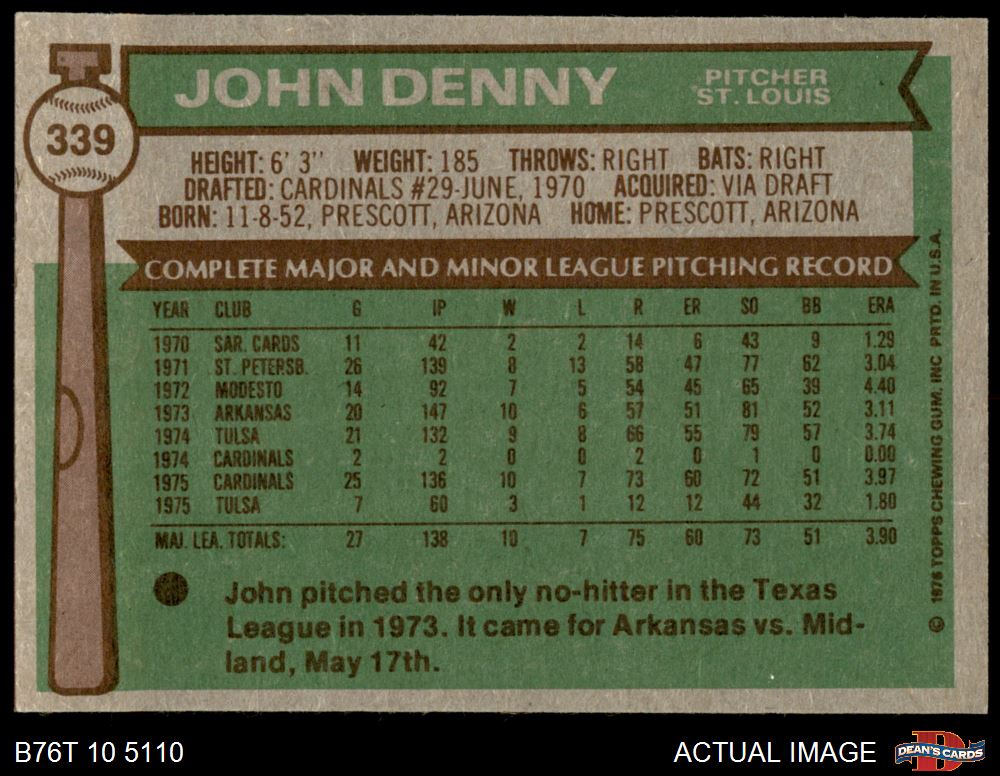 339
JOHN DENNY
PITCHER
ST. LOUIS
HEIGHT: 6' 3" WEIGHT: 185 THROWS: RIGHT BATS: RIGHT
DRAFTED: CARDINALS #29-JUNE, 1970 ACQUIRED: VIA DRAFT
BORN: 11-8-52, PRESCOTT, ARIZONA HOME: PRESCOTT, ARIZONA
COMPLETE MAJOR AND MINOR LEAGUE PITCHING RECORD
YEAR CLUB G IP W L R ER SO BB ERA
1970 SAR. CARDS 11 42 2 2 14 6 43 9 1.29
1971 ST. PETERSB. 26 139 8 13 58 47 77 62 3.04
1972 MODESTO 14 92 7 5 54 45 65 39 4.40
1973 ARKANSAS 20 147 10 6 57 51 81 52 3.11
1974 TULSA 21 132 9 8 66 55 79 57 3.74
1974 CARDINALS 2 2 0 0 2 0 1 0 0.00
1975 CARDINALS 25 136 10 7 73 60 72 51 3.97
1975 TULSA 7 60 3 1 12 12 44 32 1.80
MAJ. LEA. TOTALS: 27 138 10 7 75 60 73 51 3.90
John pitched the only no-hitter in the Texas
League in 1973. It came for Arkansas vs. Mid-
land, May 17th.
© 1976 TOPPS CHEWING GUM, INC PRTD. IN U.S.A.
B76T 10 5110
ACTUAL IMAGE
DEAN'S CARDS